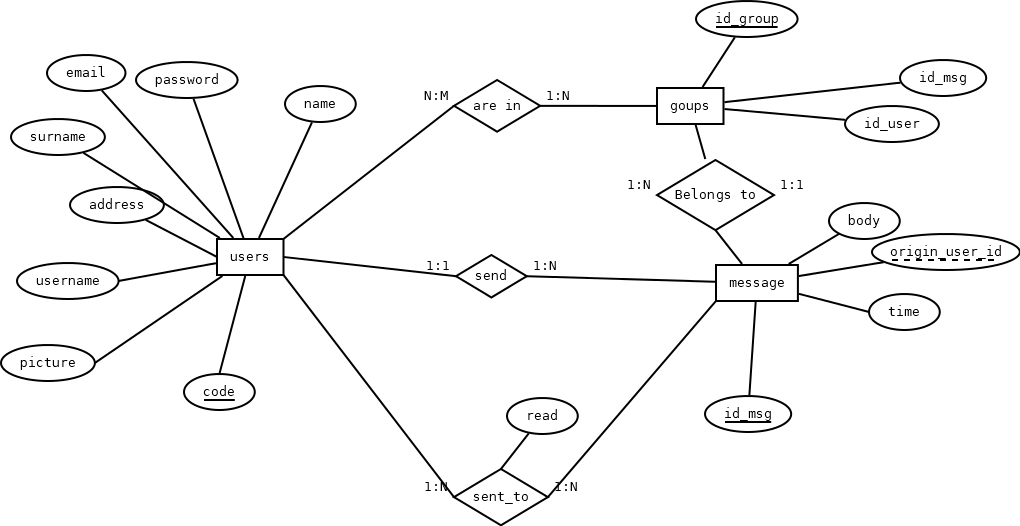 id_group
email
password
id_msg
name
N:M
are in
1:N
goups
id_user
surname
1:N
Belongs to
1:1
address
body
users
origin_user_id
1:1
send
1:N
username
message
time
picture
code
read
id_msg
1:N
sent_to
1:N